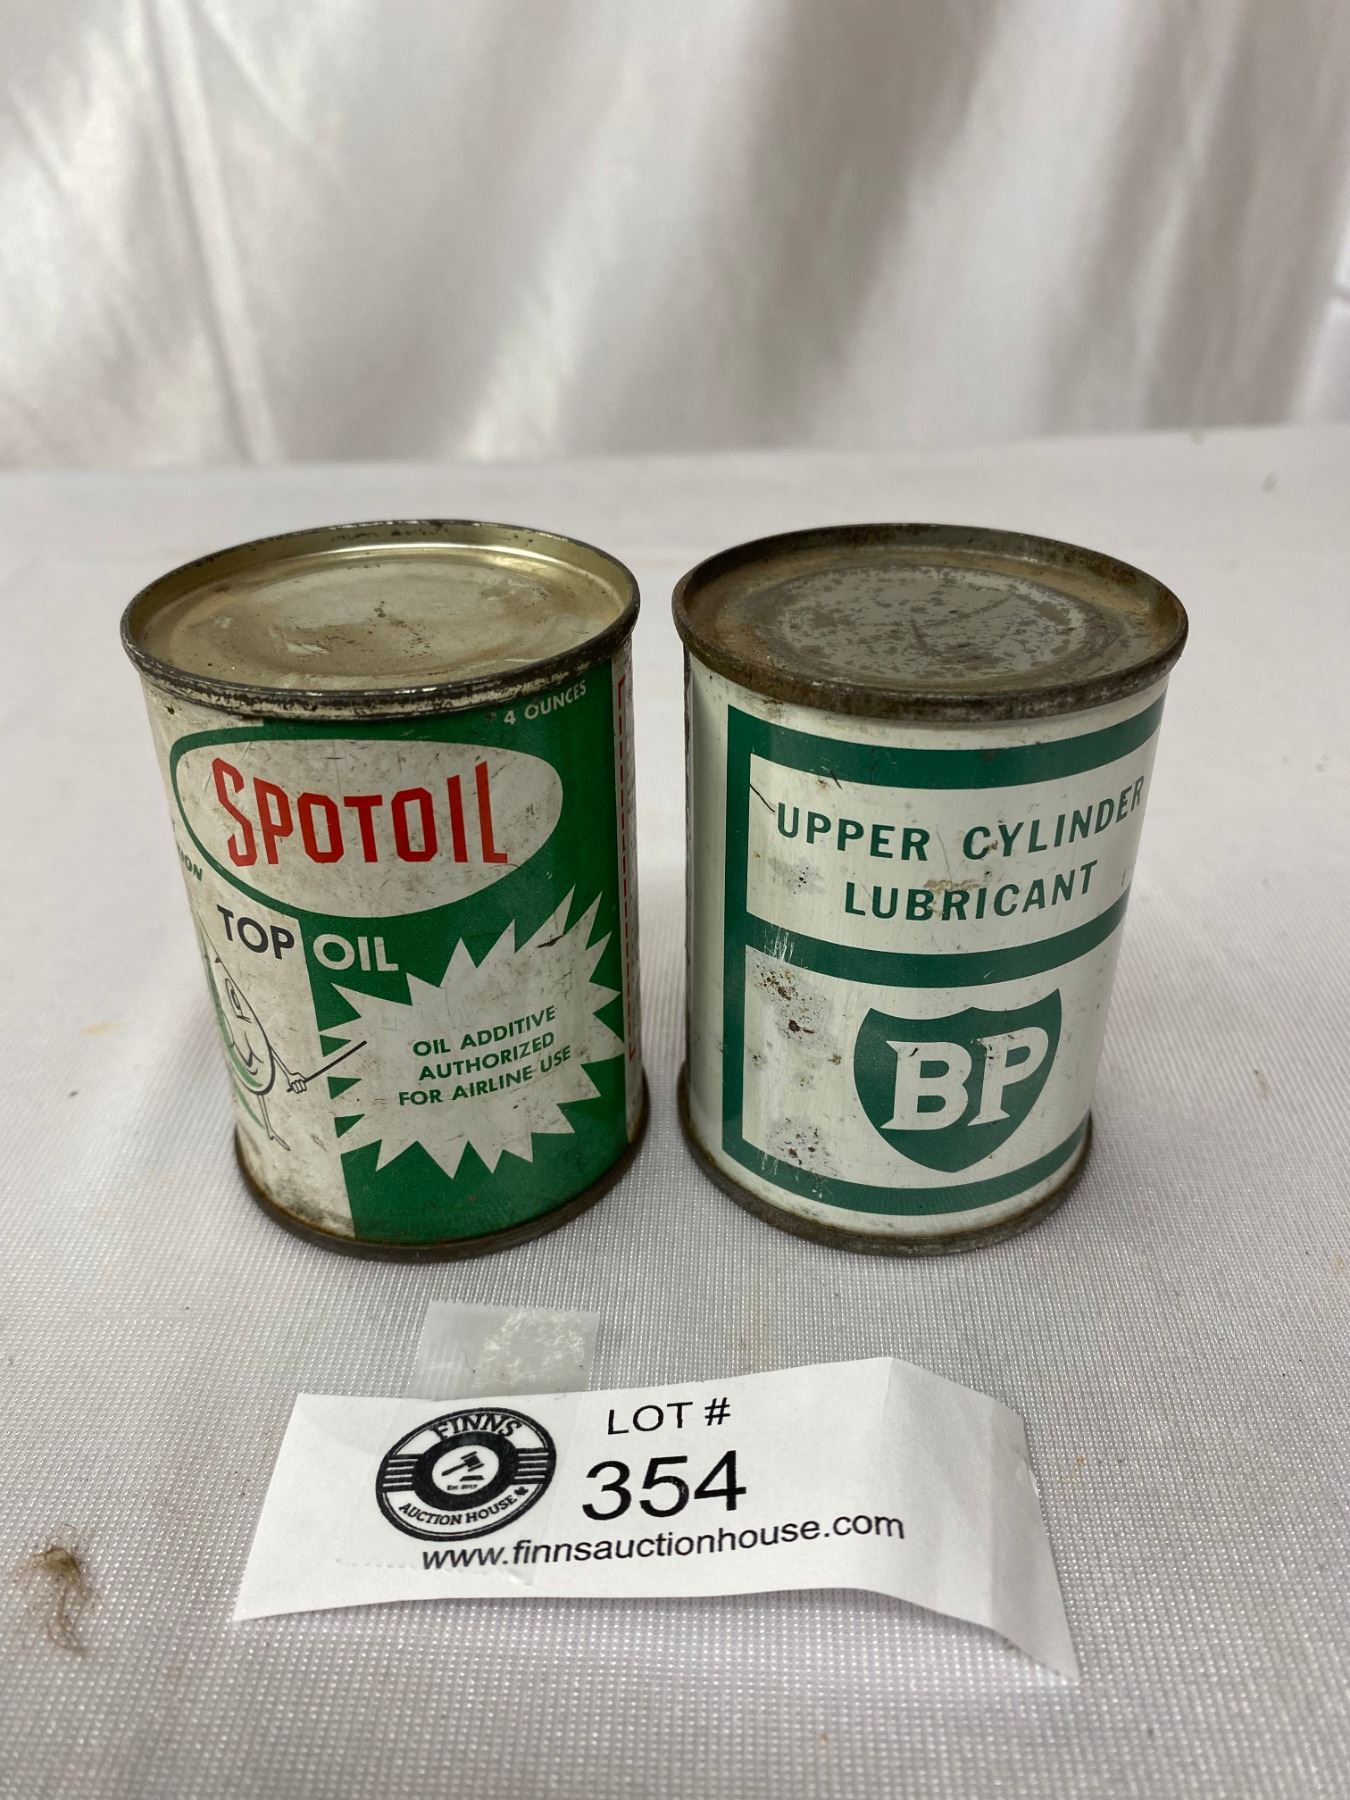 4 OUNCES
SPOTOIL
TOP OIL
OIL ADDITIVE
AUTHORIZED
FOR AIRLINE USE
UPPER CYLINDER
LUBRICANT
BP
FINNS
AUCTION HOUSE
LOT #
354
www.finnsauctionhouse.com